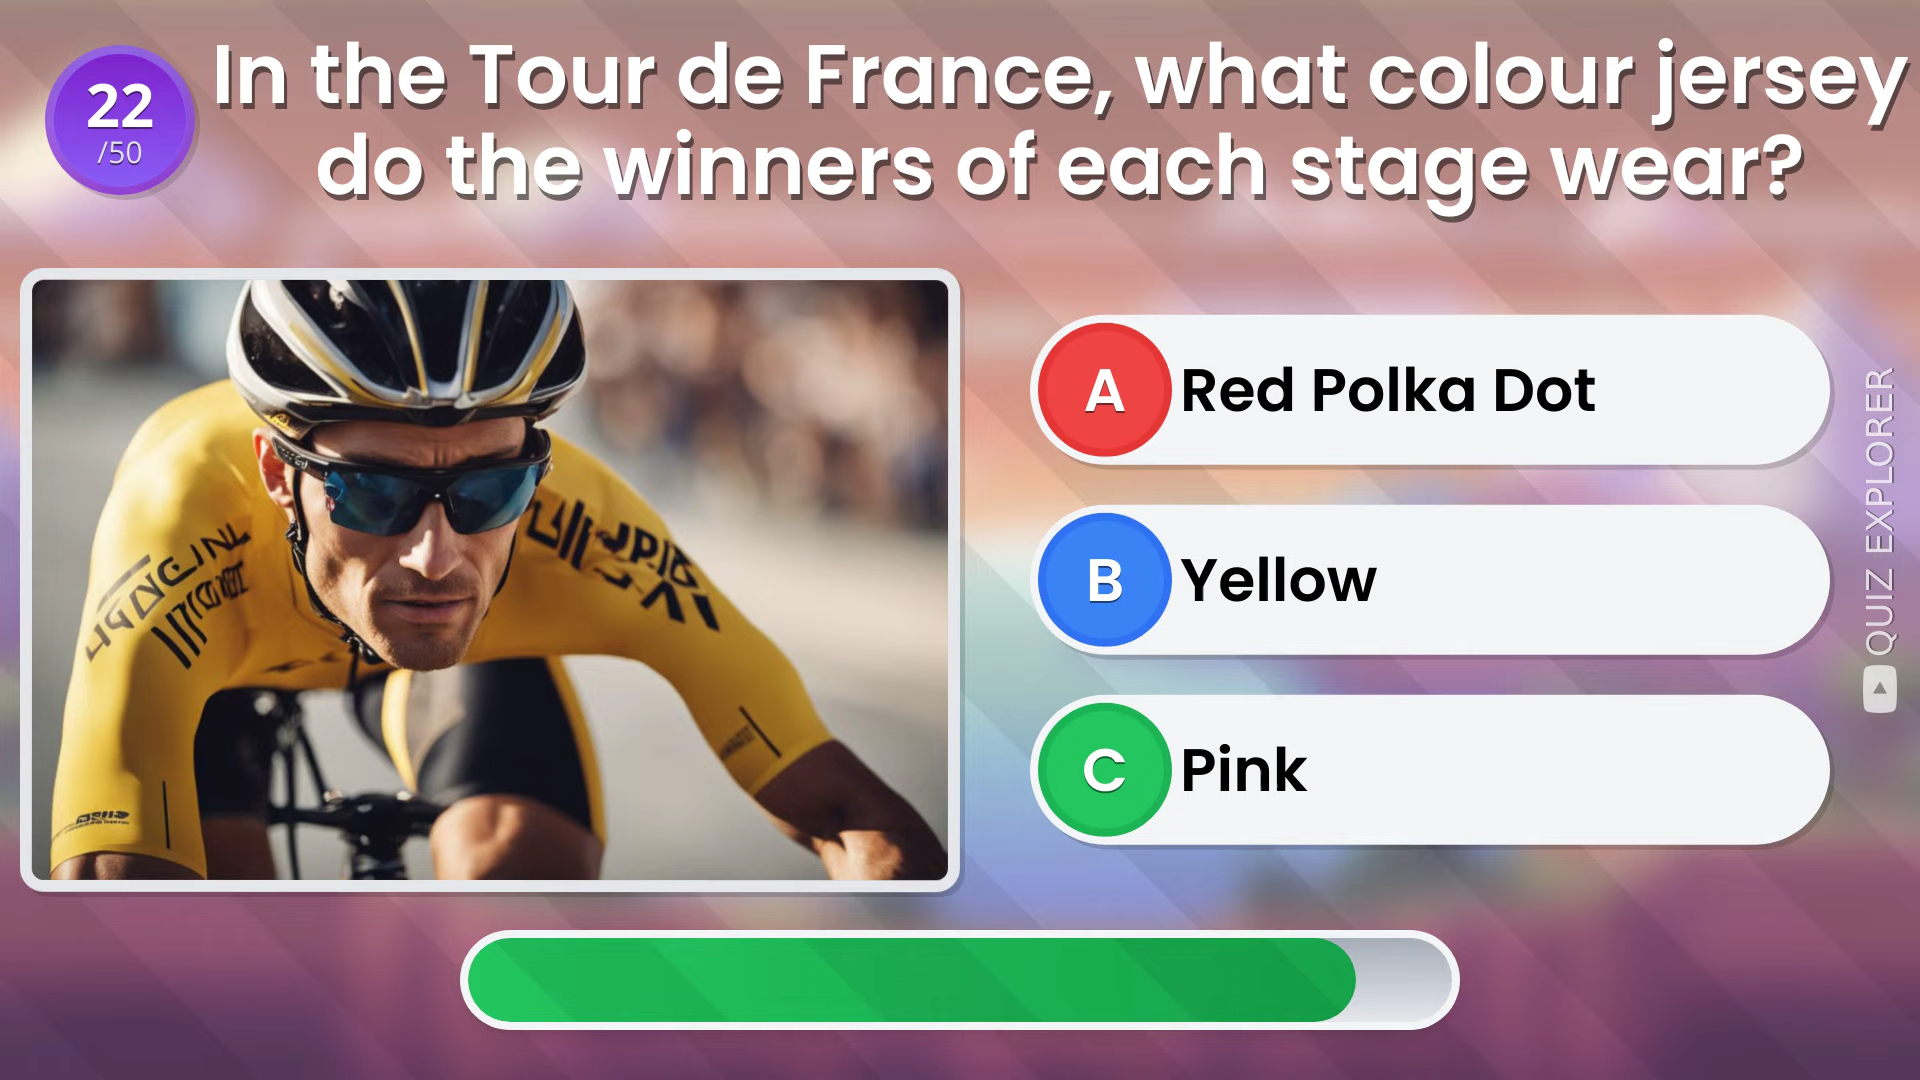 22
/50
In the Tour de France, what colour jersey
do the winners of each stage wear?
A Red Polka Dot
B Yellow
C Pink
QUIZ EXPLORER